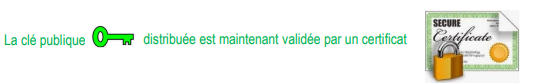 La clé publique distribuée est maintenant validée par un certificat
SECURE
Certificate